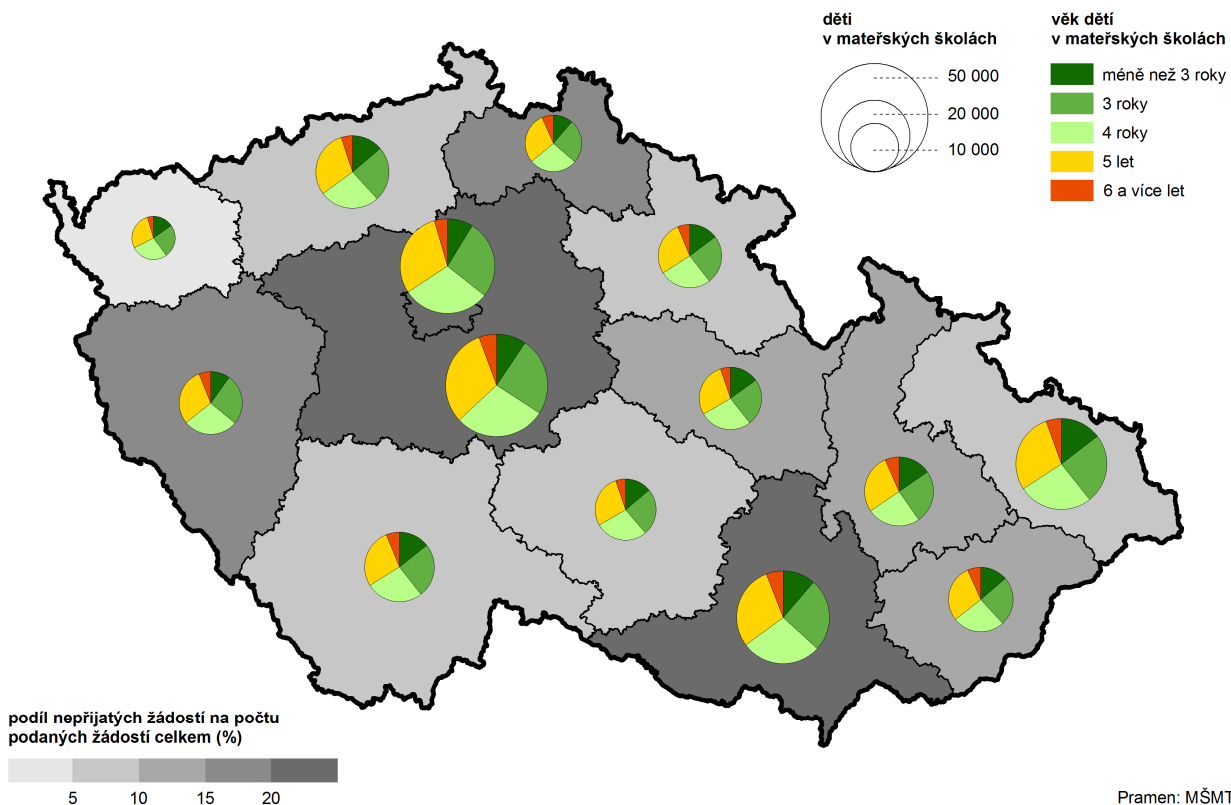 děti
v mateřských školách
50 000
20 000
10 000
věk dětí
v mateřských školách
méně než 3 roky
3 roky
4 roky
5 let
6 a více let
podíl nepřijatých žádostí na počtu
podaných žádostí celkem (%)
5 10 15 20
Pramen: MŠMT